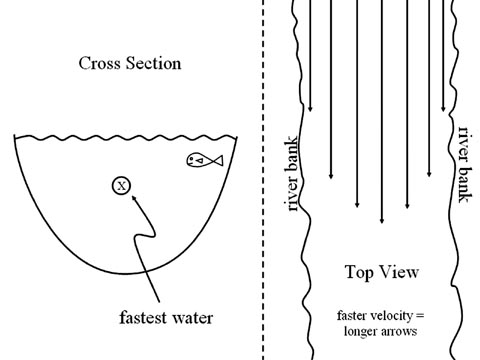 Cross Section
X
fastest water
river bank
river bank
Top View
faster velocity =
longer arrows